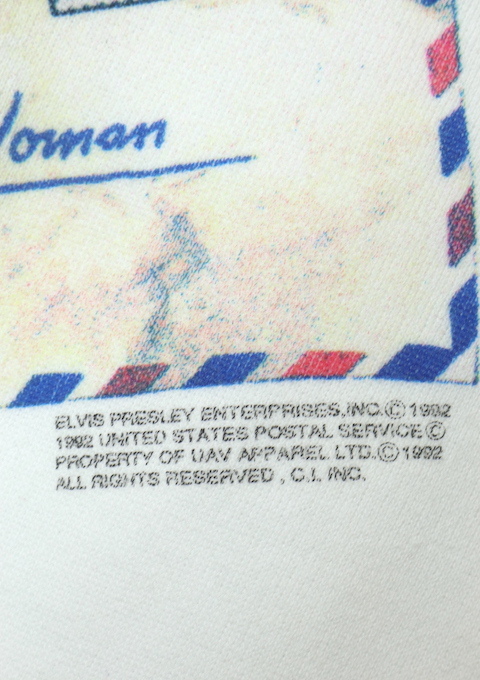 Woman
ELVIS PRESLEY ENTERPRISES,INC.© 1992
1992 UNITED STATES POSTAL SERVICE ©
PROPERTY OF UAV APPAREL LTD.© 1992
ALL RIGHTS RESERVED , C.I. INC.